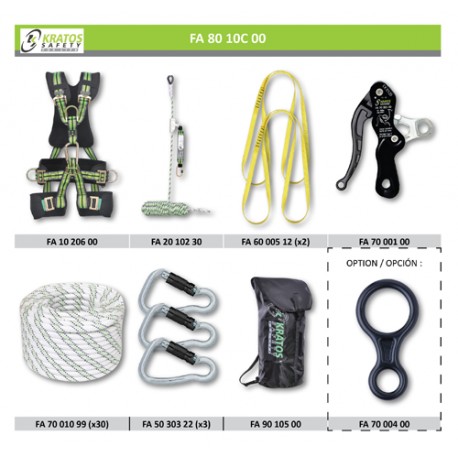 KRATOS
SAFETY
FA 80 10C 00
FA 10 206 00
FA 20 102 30
FA 60 005 12 (x2)
FA 70 001 00
OPTION / OPCIÓN :
KRATOS
FA 70 010 99 (x30)
FA 50 303 22 (x3)
FA 90 105 00
FA 70 004 00